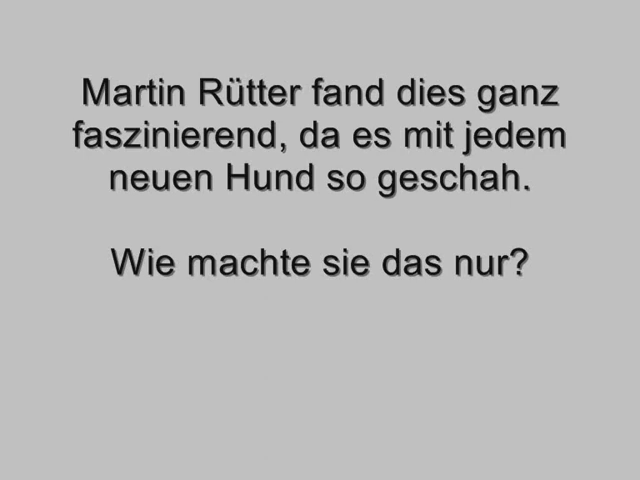 Martin Rütter fand dies ganz
faszinierend, da es mit jedem
neuen Hund so geschah.
Wie machte sie das nur?